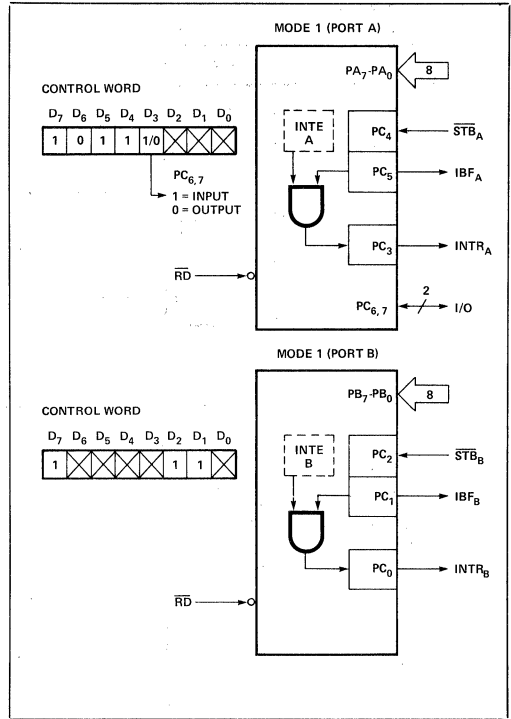 MODE 1 (PORT A)
PA7-PA0
8
CONTROL WORD
D7 D6 D5 D4 D3 D2 D1 D0
1 0 1 1 1/0
PC6,7
1 = INPUT
0 = OUTPUT
INTE
A
PC4
STBA
PC5
IBFA
PC3
INTRA
RD
PC6,7
2
I/O
MODE 1 (PORT B)
PB7-PB0
8
CONTROL WORD
D7 D6 D5 D4 D3 D2 D1 D0
1 1 1
INTE
B
PC2
STBB
PC1
IBFB
PC0
INTRB
RD